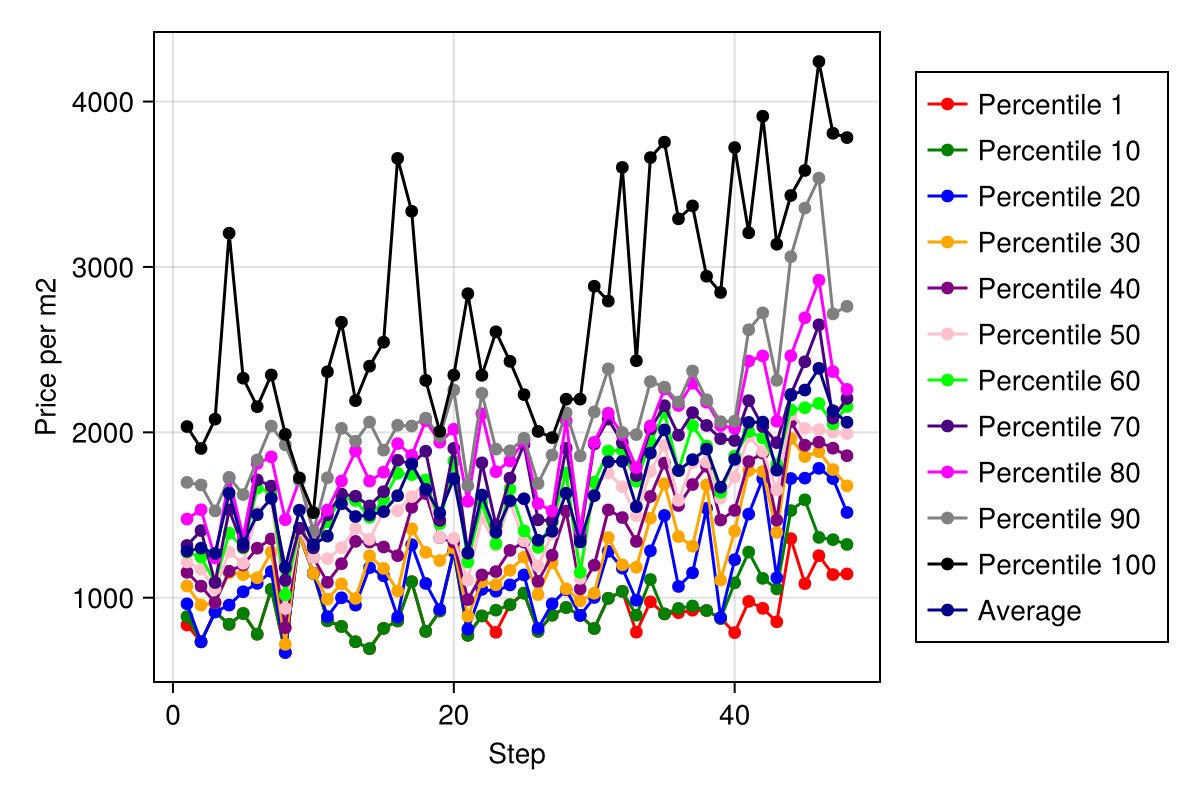 4000
3000
2000
1000
Price per m2
0
20
40
Step
Percentile 1
Percentile 10
Percentile 20
Percentile 30
Percentile 40
Percentile 50
Percentile 60
Percentile 70
Percentile 80
Percentile 90
Percentile 100
Average